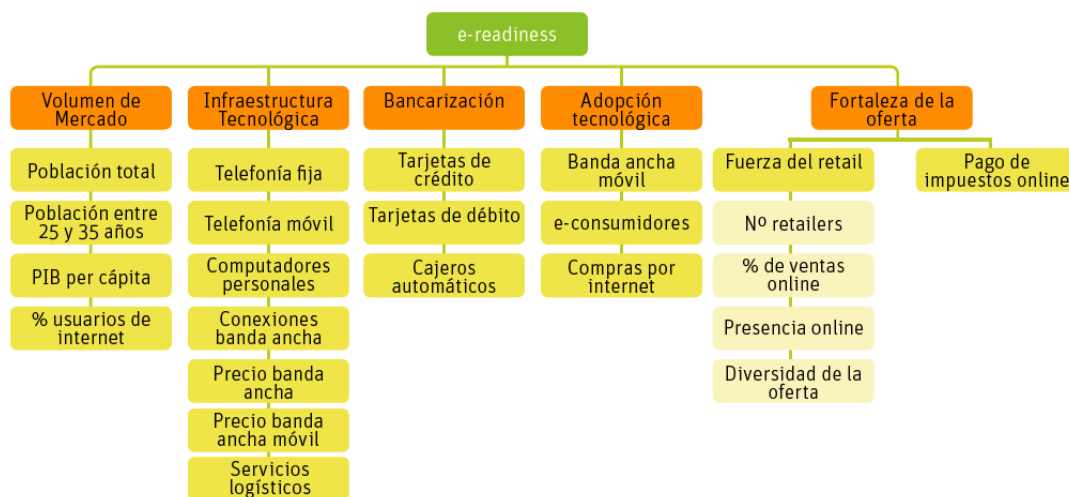 e-readiness
Volumen de
Mercado
Población total
Población entre
25 y 35 años
PIB per cápita
% usuarios de
internet
Infraestructura
Tecnológica
Telefonía fija
Telefonía móvil
Computadores
personales
Conexiones
banda ancha
Precio banda
ancha
Precio banda
ancha móvil
Servicios
logísticos
Bancarización
Tarjetas de
crédito
Tarjetas de débito
Cajeros
automáticos
Adopción
tecnológica
Banda ancha
móvil
e-consumidores
Compras por
internet
Fortaleza de la
oferta
Fuerza del retail
Nº retailers
% de ventas
online
Presencia online
Diversidad de la
oferta
Pago de
impuestos online